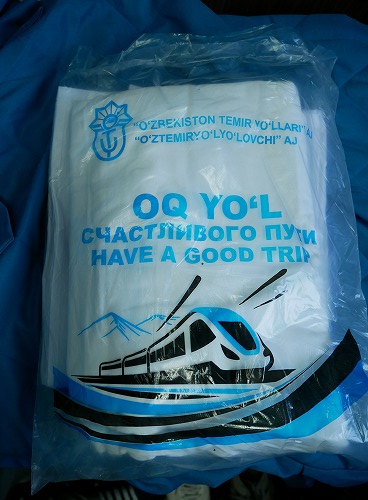 "O‘ZBEKISTON TEMIR YO‘LLARI" AJ
"O‘ZTEMIRYO‘LYO‘LOVCHI" AJ
OQ YO‘L
СЧАСТЛИВОГО ПУТИ
HAVE A GOOD TRIP